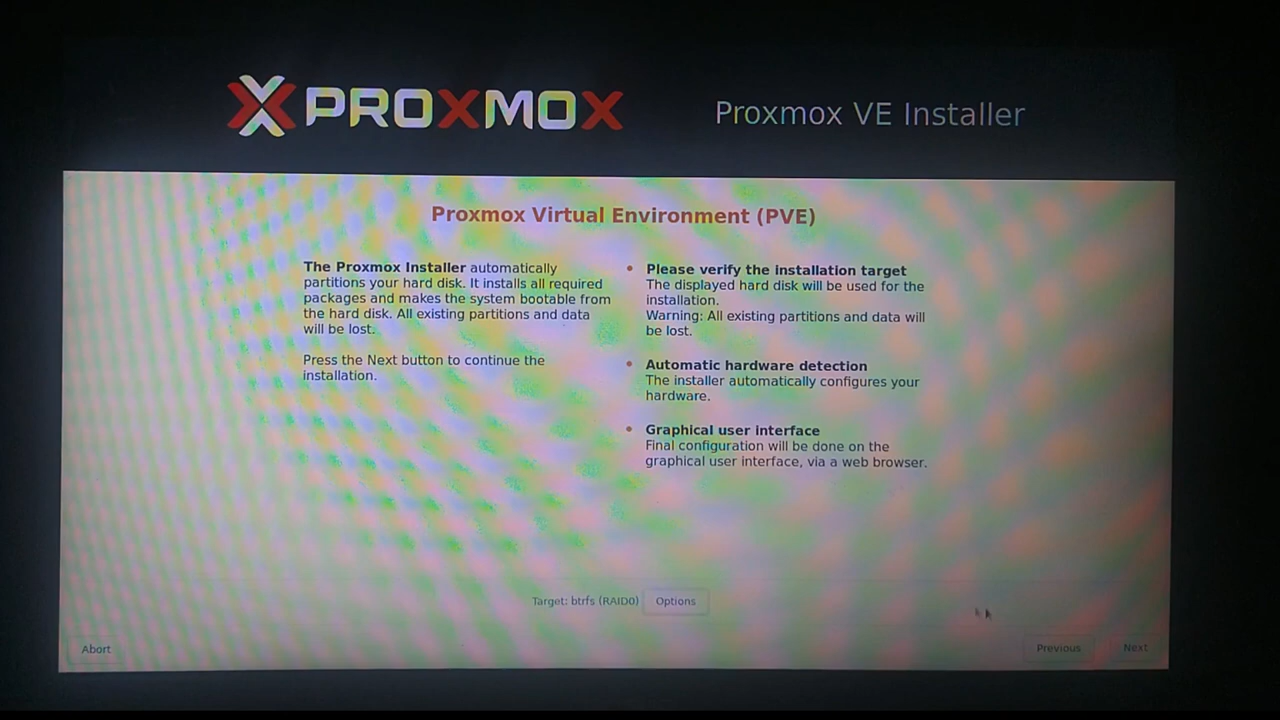 PROXMOX
Proxmox VE Installer
Proxmox Virtual Environment (PVE)
The Proxmox Installer automatically
partitions your hard disk. It installs all required
packages and makes the system bootable from
the hard disk. All existing partitions and data
will be lost.
Press the Next button to continue the
installation.
Please verify the installation target
The displayed hard disk will be used for the
installation.
Warning: All existing partitions and data will
be lost.
Automatic hardware detection
The installer automatically configures your
hardware.
Graphical user interface
Final configuration will be done on the
graphical user interface, via a web browser.
Target: btrfs (RAID0) Options
Abort
Previous
Next